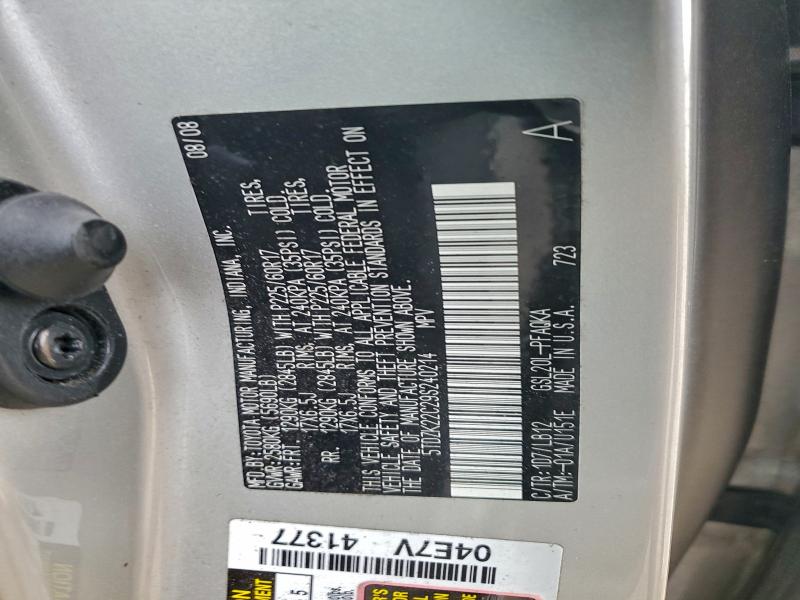 MFD.BY:TOYOTA MOTOR MANUFACTURING, INDIANA, INC. 08/08
GVWR:2580KG(5690LB)
GAWR:FRT 1290KG (2845LB) WITH P225/60R17 TIRES,
17X6.5J RIMS, AT 240KPA (35PSI) COLD.
RR 1290KG (2845LB) WITH P225/60R17 TIRES,
17X6.5J RIMS, AT 240KPA (35PSI) COLD.
THIS VEHICLE CONFORMS TO ALL APPLICABLE FEDERAL MOTOR
VEHICLE SAFETY AND THEFT PREVENTION STANDARDS IN EFFECT ON
THE DATE OF MANUFACTURE SHOWN ABOVE.
5TDZK22C29S240214 MPV
C/TR:1D7/LB12 GSL20L-PFAQKA
A/TM:-01A/U151E MADE IN U.S.A. 723
A
04E7V 41377